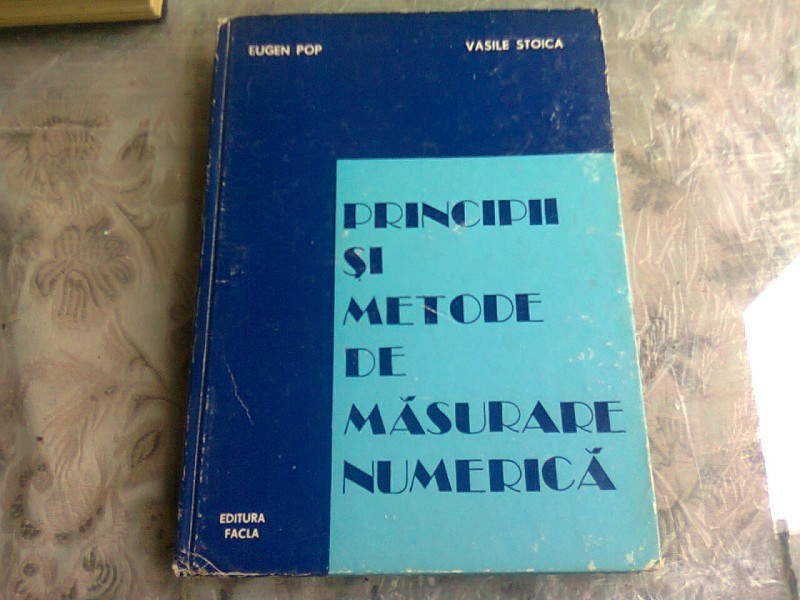 EUGEN POP
VASILE STOICA
PRINCIPII
ŞI
METODE
DE
MĂSURARE
NUMERICĂ
EDITURA
FACLA